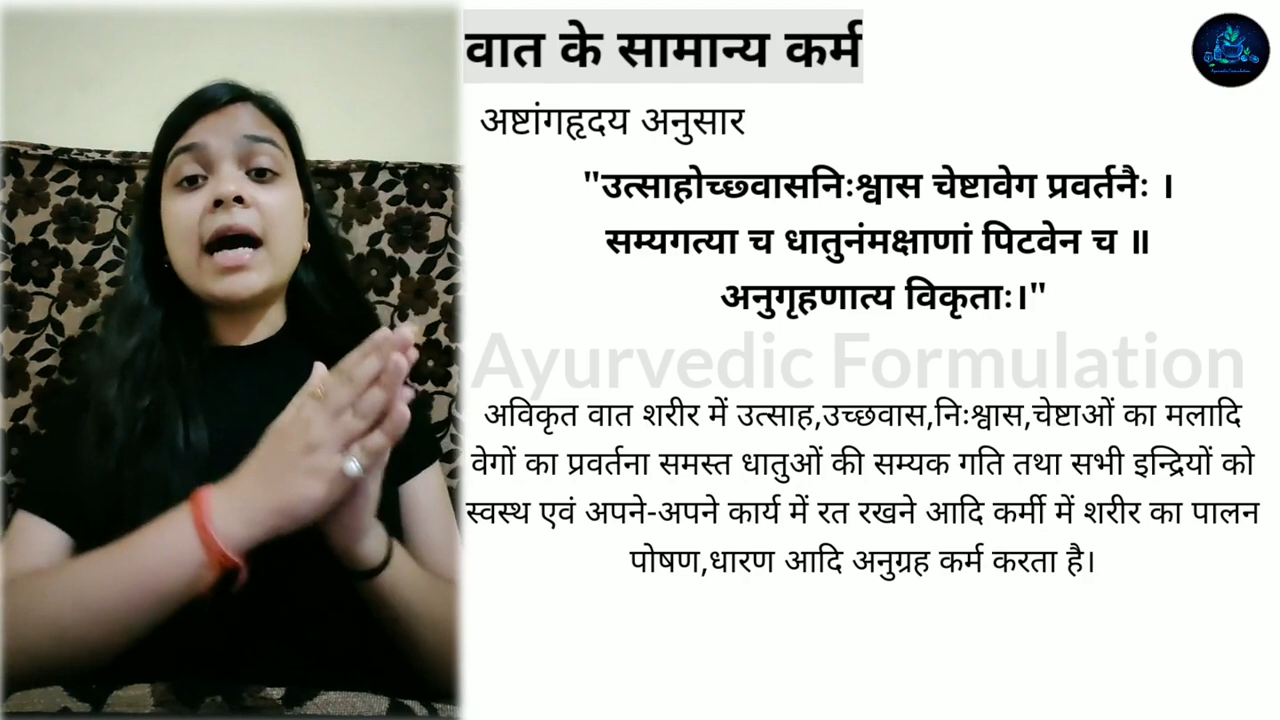 वात के सामान्य कर्म
अष्टांगहृदय अनुसार
"उत्साहोच्छवासनिःश्वास चेष्टावेग प्रवर्तनैः ।
सम्यगत्या च धातुनंमक्षाणां पिटवेन च ॥
अनुगृहणात्य विकृताः।"
Ayurvedic Formulation
अविकृत वात शरीर में उत्साह,उच्छवास,निःश्वास,चेष्टाओं का मलादि
वेगों का प्रवर्तना समस्त धातुओं की सम्यक गति तथा सभी इन्द्रियों को
स्वस्थ एवं अपने-अपने कार्य में रत रखने आदि कर्मी में शरीर का पालन
पोषण,धारण आदि अनुग्रह कर्म करता है।